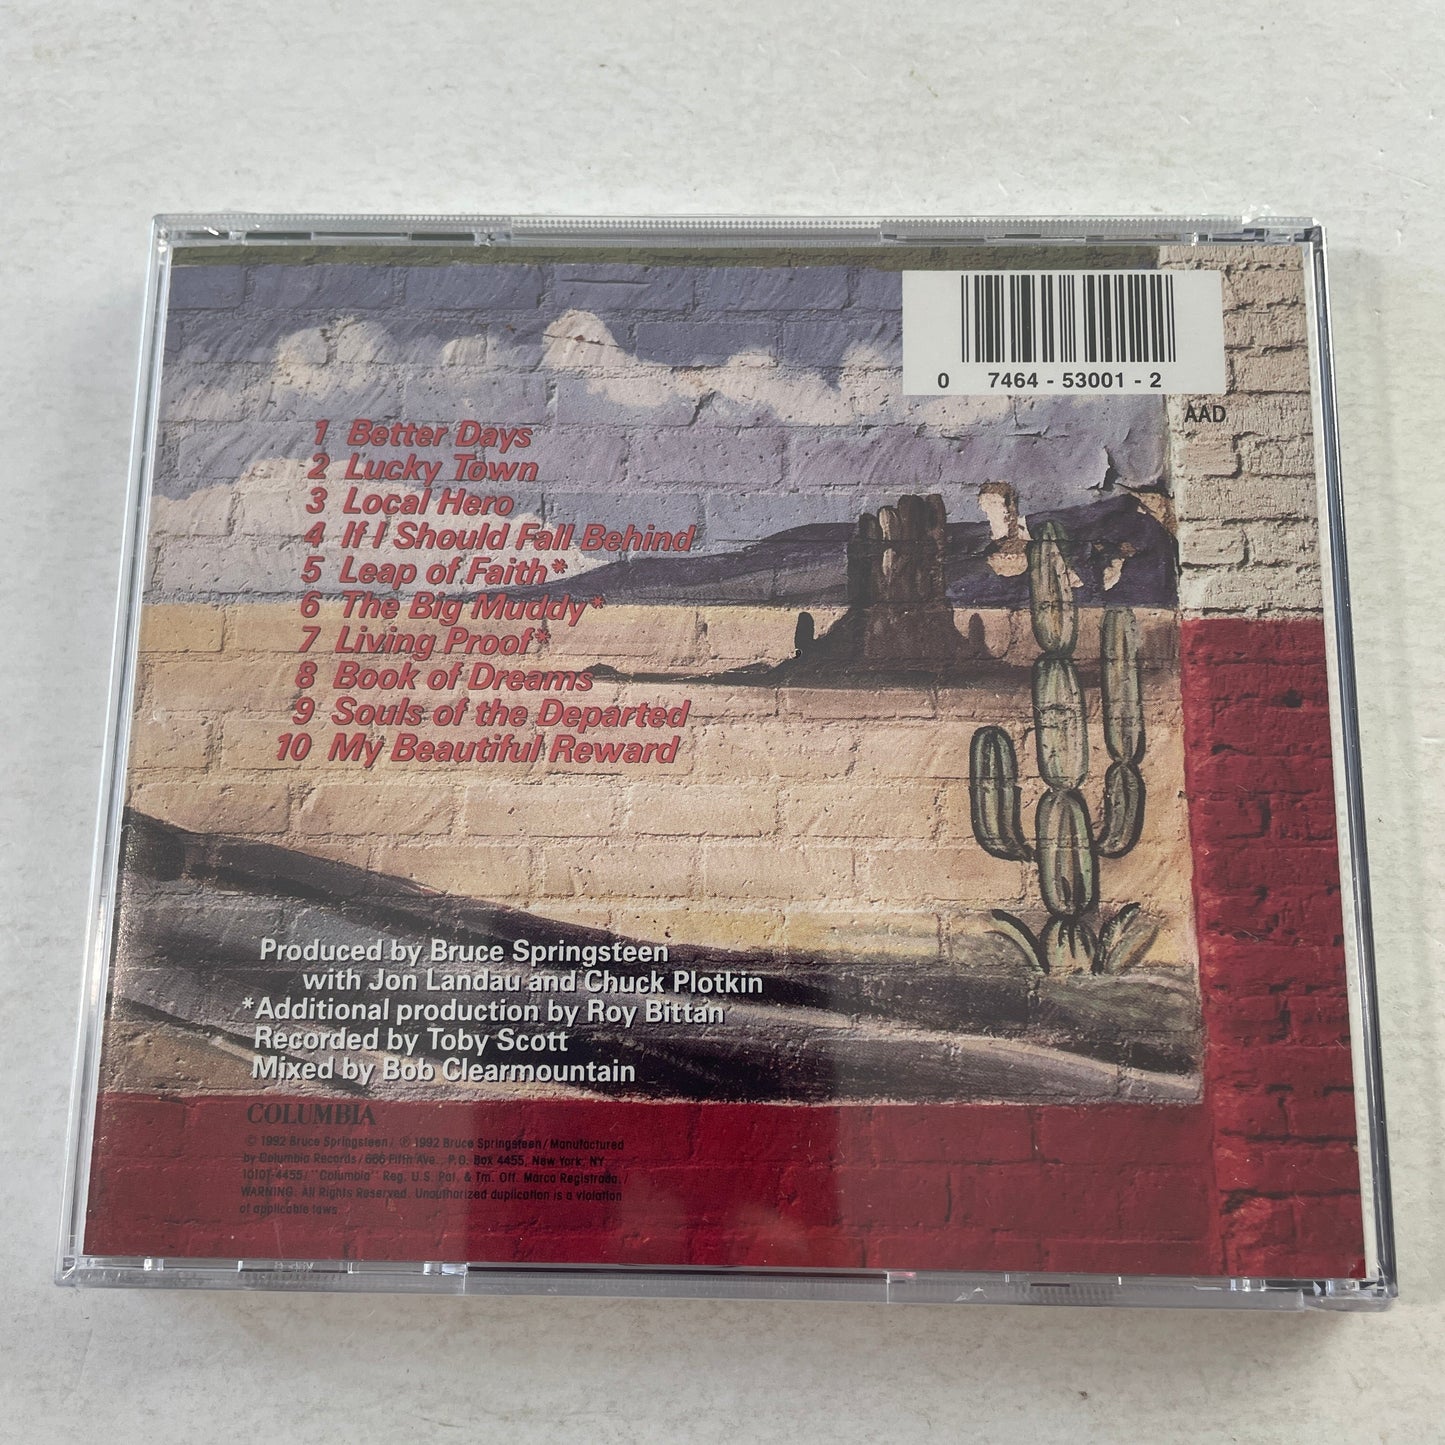 0 7464 - 53001 - 2
AAD
1 Better Days
2 Lucky Town
3 Local Hero
4 If I Should Fall Behind
5 Leap of Faith*
6 The Big Muddy*
7 Living Proof*
8 Book of Dreams
9 Souls of the Departed
10 My Beautiful Reward
Produced by Bruce Springsteen
with Jon Landau and Chuck Plotkin
*Additional production by Roy Bittan
Recorded by Toby Scott
Mixed by Bob Clearmountain
COLUMBIA
© 1992 Bruce Springsteen / ℗ 1992 Bruce Springsteen / Manufactured
by Columbia Records / 666 Fifth Ave., P.O. Box 4455, New York, NY
10101-4455/ "Columbia" Reg. U.S. Pat. & Tm. Off. Marca Registrada. /
WARNING: All Rights Reserved. Unauthorized duplication is a violation
of applicable laws